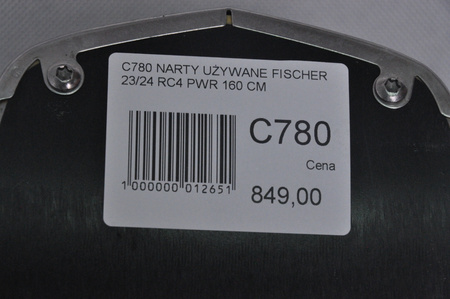 C780 NARTY UŻYWANE FISCHER
23/24 RC4 PWR 160 CM
C780
Cena
849,00
1 000000 012651